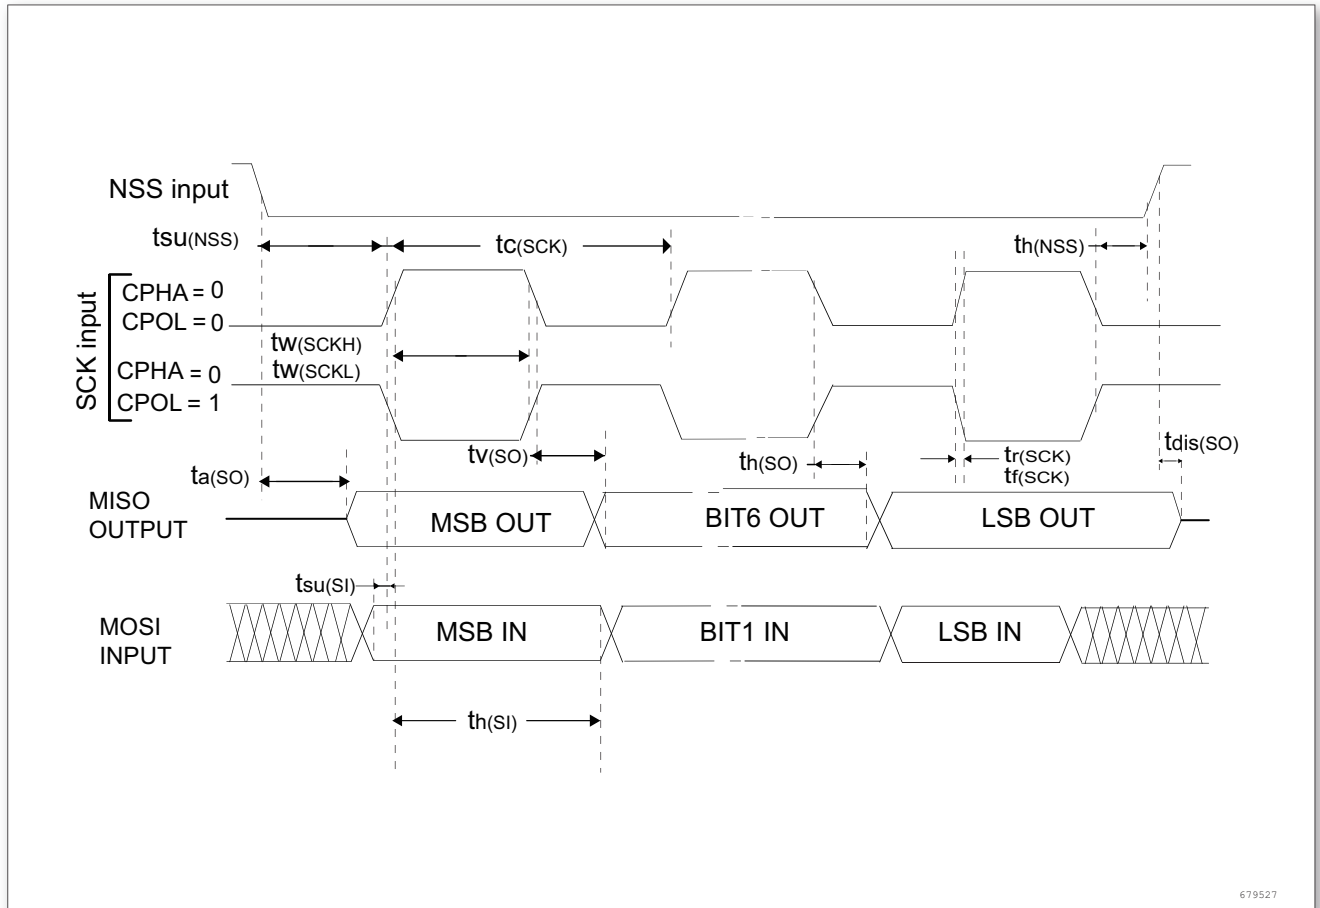 NSS input
tsu(NSS)
tc(SCK)
th(NSS)
SCK input
CPHA = 0
CPOL = 0
tw(SCKH)
tw(SCKL)
CPHA = 0
CPOL = 1
tv(SO)
th(SO)
tr(SCK)
tf(SCK)
tdis(SO)
ta(SO)
MISO
OUTPUT
MSB OUT
BIT6 OUT
LSB OUT
tsu(SI)
MOSI
INPUT
MSB IN
BIT1 IN
LSB IN
th(SI)
679527